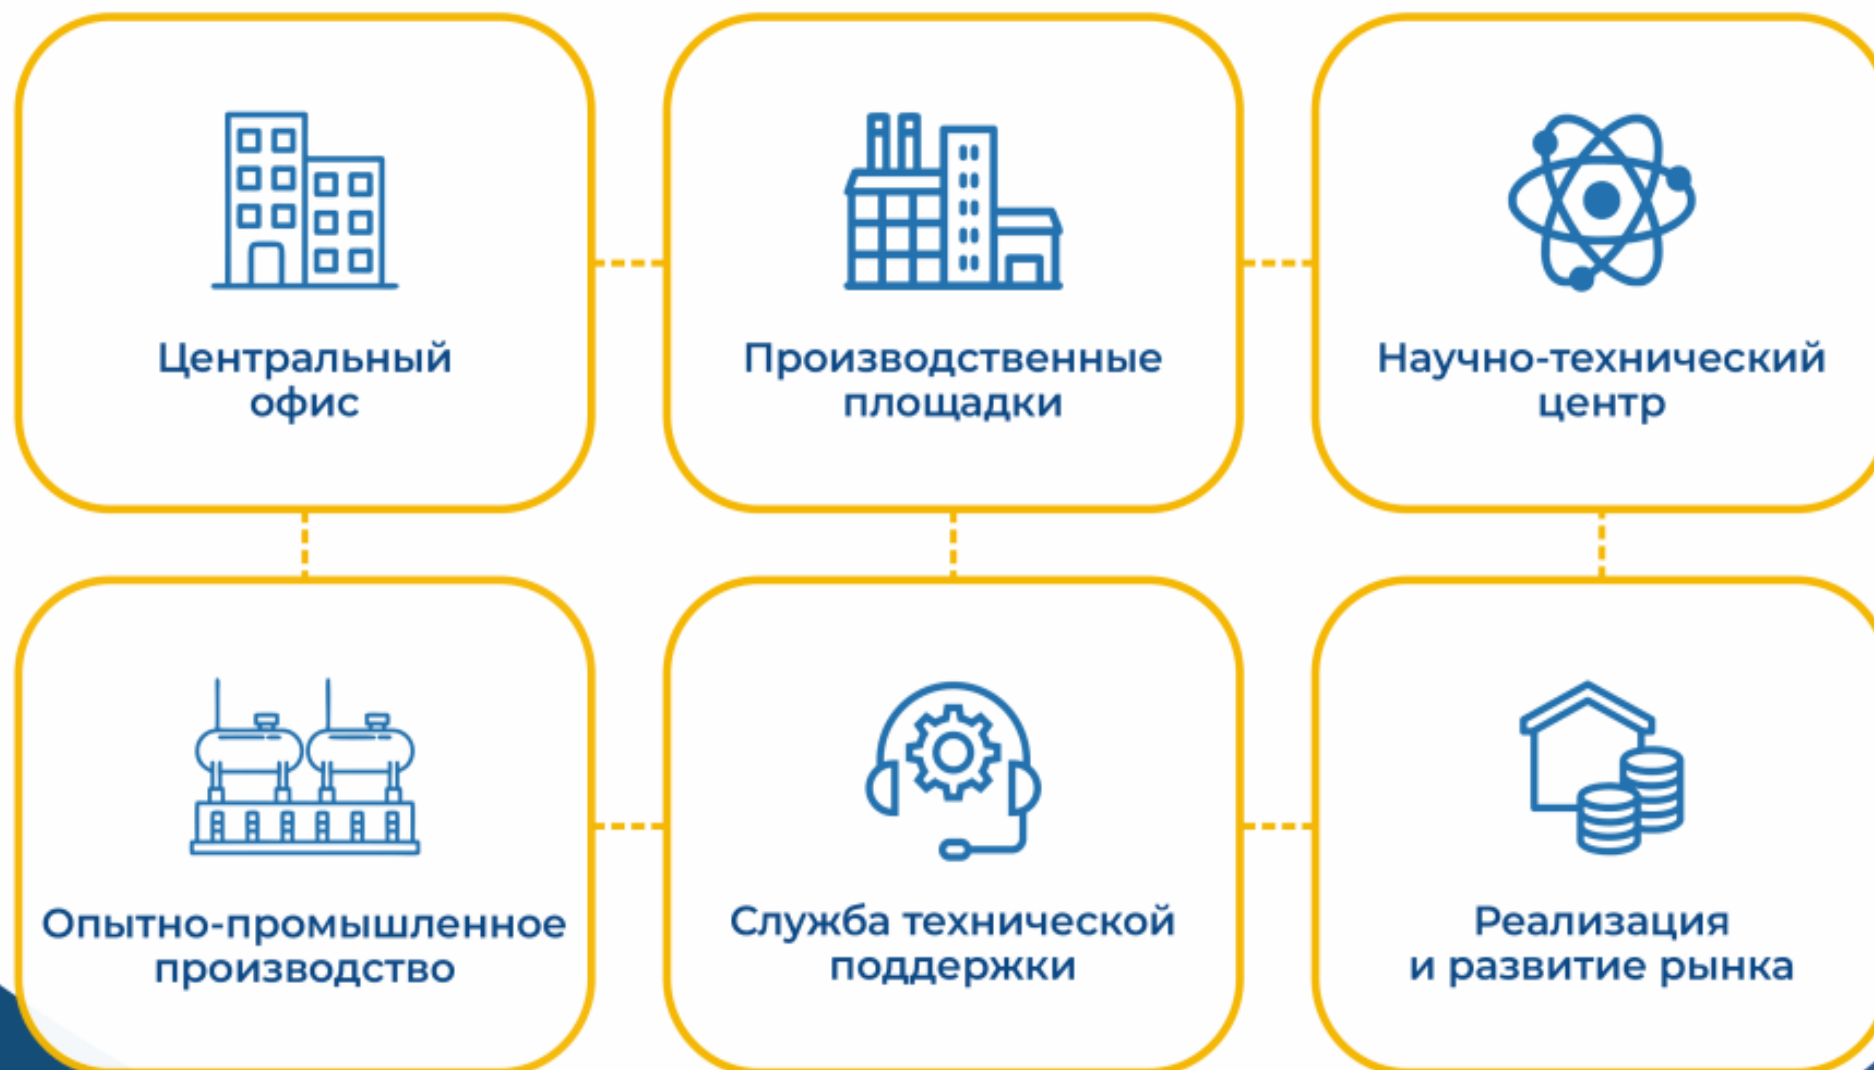 Центральный
офис
Производственные
площадки
Научно-технический
центр
Опытно-промышленное
производство
Служба технической
поддержки
Реализация
и развитие рынка